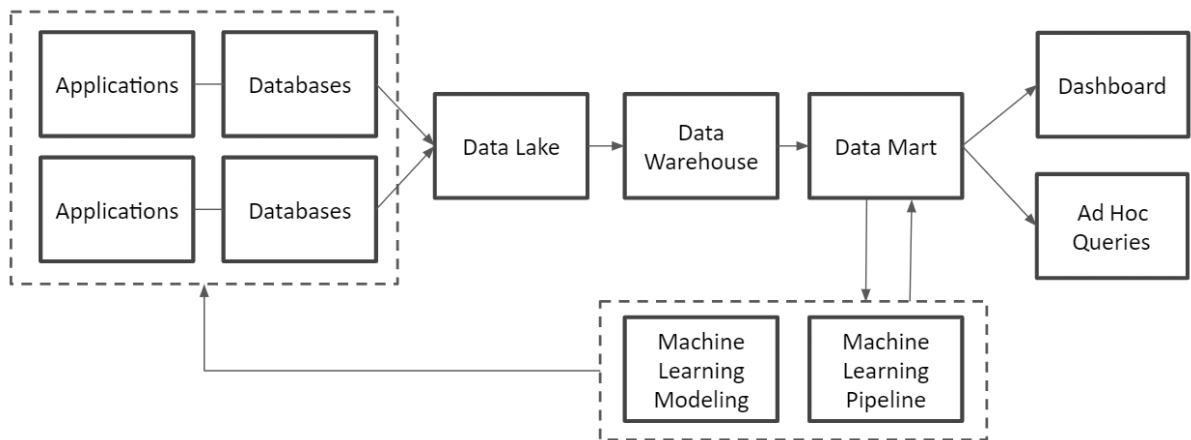 Applications
Databases
Applications
Databases
Data Lake
Data
Warehouse
Data Mart
Dashboard
Ad Hoc
Queries
Machine
Learning
Modeling
Machine
Learning
Pipeline